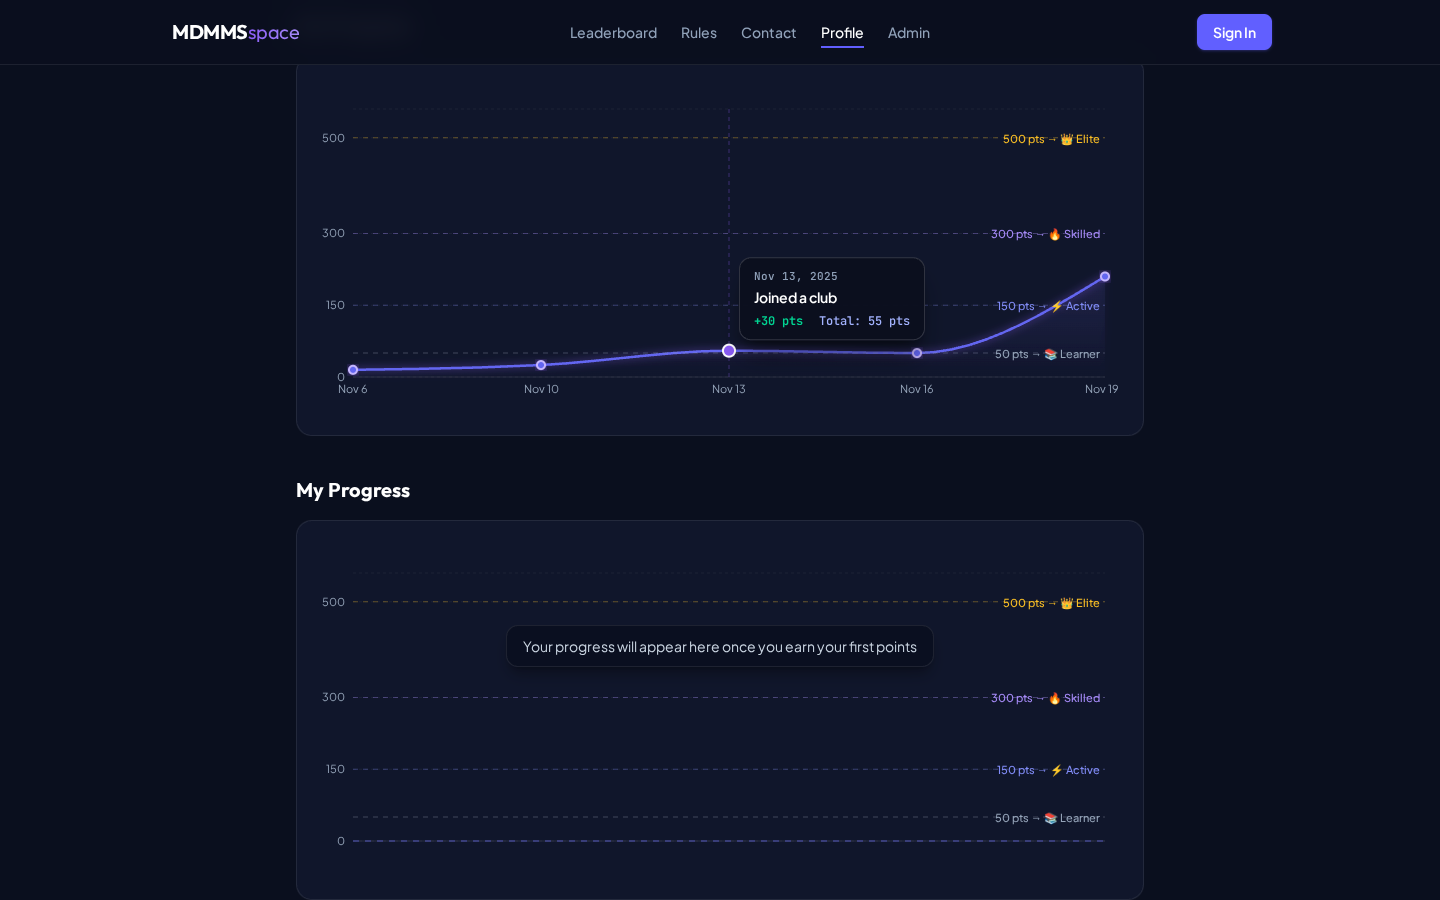 MDMMSspace
Leaderboard Rules Contact Profile Admin
Sign In
500
500 pts → 👑 Elite
300
300 pts → 🔥 Skilled
Nov 13, 2025
Joined a club
+30 pts Total: 55 pts
150
150 pts → ⚡ Active
50 pts → 📚 Learner
0
Nov 6 Nov 10 Nov 13 Nov 16 Nov 19
My Progress
500
500 pts → 👑 Elite
Your progress will appear here once you earn your first points
300
300 pts → 🔥 Skilled
150
150 pts → ⚡ Active
50 pts → 📚 Learner
0